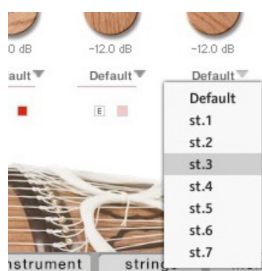 0 dB -12.0 dB -12.0 dB
ault Default Default
E
Default
st.1
st.2
st.3
st.4
st.5
st.6
st.7
nstrument string